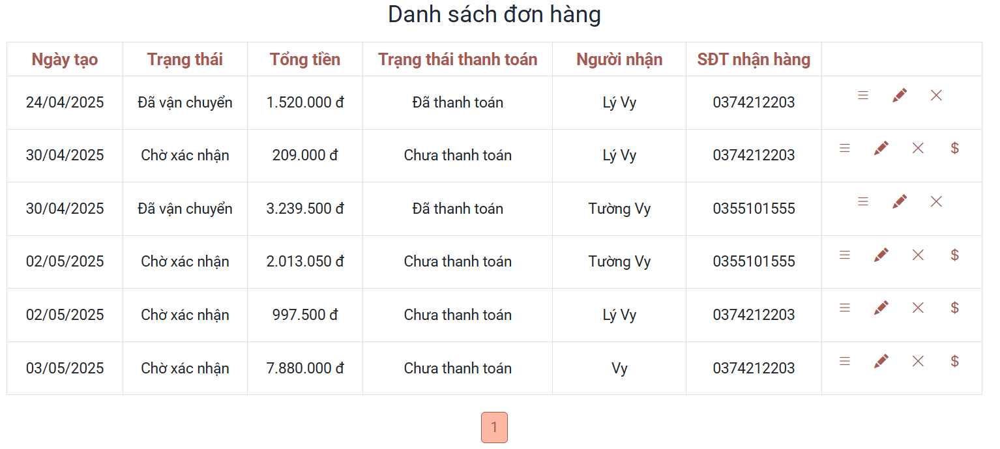 Danh sách đơn hàng
Ngày tạo Trạng thái Tổng tiền Trạng thái thanh toán Người nhận SĐT nhận hàng
24/04/2025 Đã vận chuyển 1.520.000 đ Đã thanh toán Lý Vy 0374212203
30/04/2025 Chờ xác nhận 209.000 đ Chưa thanh toán Lý Vy 0374212203 $
30/04/2025 Đã vận chuyển 3.239.500 đ Đã thanh toán Tường Vy 0355101555
02/05/2025 Chờ xác nhận 2.013.050 đ Chưa thanh toán Tường Vy 0355101555 $
02/05/2025 Chờ xác nhận 997.500 đ Chưa thanh toán Lý Vy 0374212203 $
03/05/2025 Chờ xác nhận 7.880.000 đ Chưa thanh toán Vy 0374212203 $
1